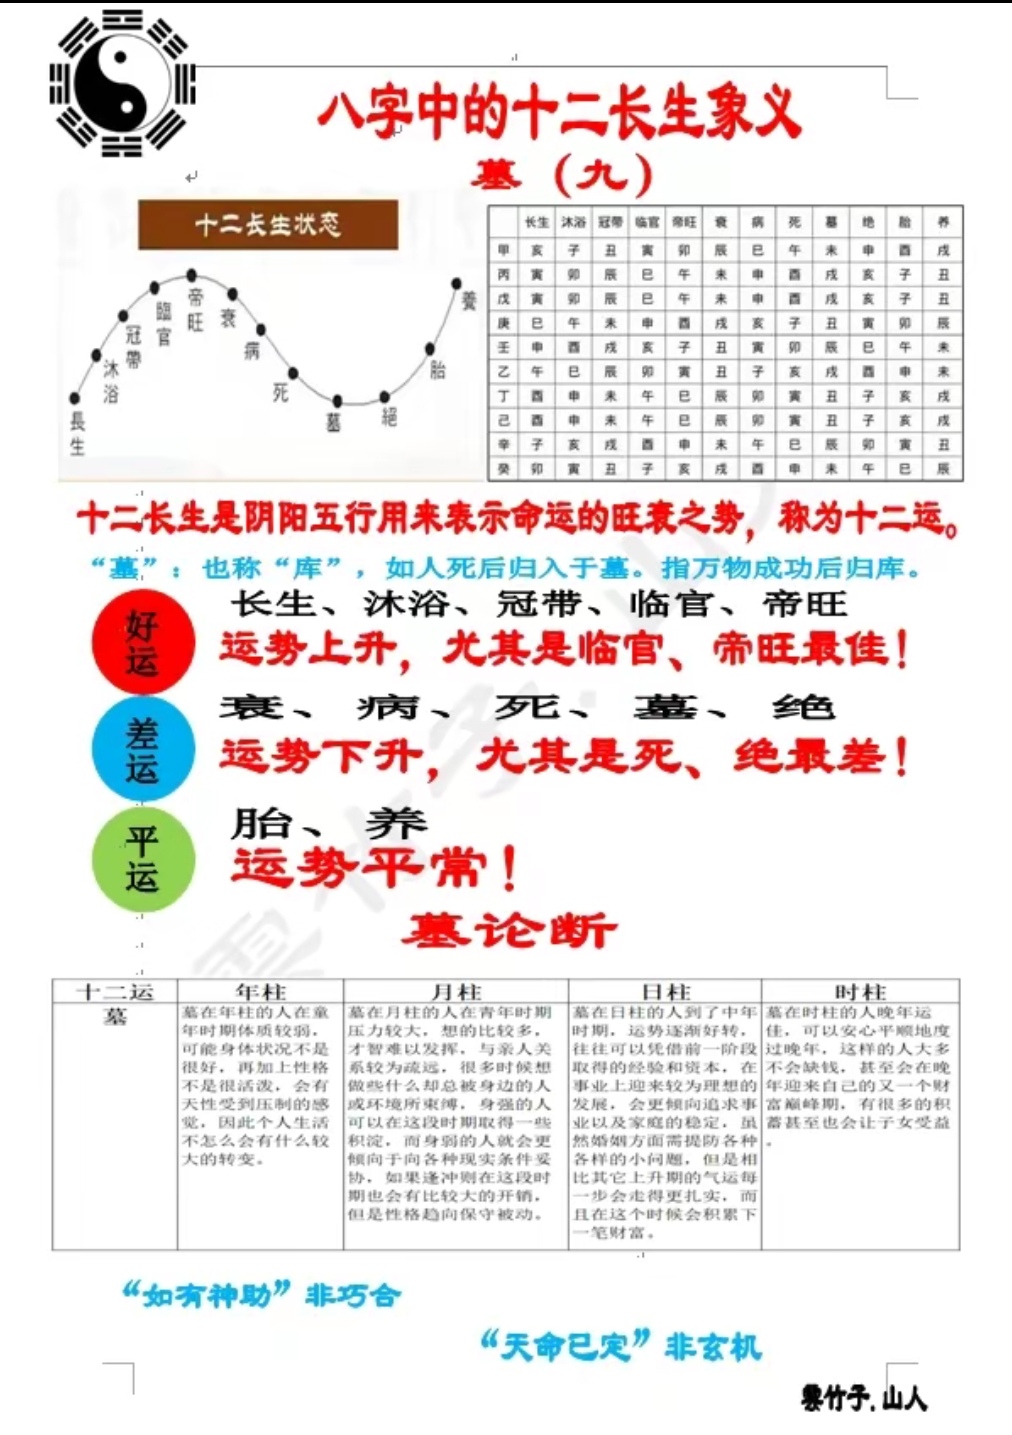 八字中的十二长生象义
墓（九）
十二长生状态
長生
沐浴
冠帶
臨官
帝旺
衰
病
死
墓
絕
胎
養
长生 沐浴 冠带 临官 帝旺 衰 病 死 墓 绝 胎 养
甲 亥 子 丑 寅 卯 辰 巳 午 未 申 酉 戌
丙 寅 卯 辰 巳 午 未 申 酉 戌 亥 子 丑
戊 寅 卯 辰 巳 午 未 申 酉 戌 亥 子 丑
庚 巳 午 未 申 酉 戌 亥 子 丑 寅 卯 辰
壬 申 酉 戌 亥 子 丑 寅 卯 辰 巳 午 未
乙 午 巳 辰 卯 寅 丑 子 亥 戌 酉 申 未
丁 酉 申 未 午 巳 辰 卯 寅 丑 子 亥 戌
己 酉 申 未 午 巳 辰 卯 寅 丑 子 亥 戌
辛 子 亥 戌 酉 申 未 午 巳 辰 卯 寅 丑
癸 卯 寅 丑 子 亥 戌 酉 申 未 午 巳 辰
十二长生是阴阳五行用来表示命运的旺衰之势，称为十二运。
“墓”：也称“库”，如人死后归入于墓。指万物成功后归库。
好运
长生、沐浴、冠带、临官、帝旺
运势上升，尤其是临官、帝旺最佳！
差运
衰、病、死、墓、绝
运势下升，尤其是死、绝最差！
平运
胎、养
运势平常！
墓论断
十二运 年柱 月柱 日柱 时柱
墓
墓在年柱的人在童
年时期体质较弱，
可能身体状况不是
很好，再加上性格
不是很活泼，会有
天性受到压制的感
觉，因此个人生活
不怎么会有什么较
大的转变。
墓在月柱的人在青年时期
压力较大，想的比较多，
才智难以发挥，与亲人关
系较为疏远，很多时候想
做些什么却总被身边的人
或环境所束缚，身强的人
可以在这段时期取得一些
积淀，而身弱的人就会更
倾向于向各种现实条件妥
协，如果逢冲则在这段时
期也会有比较大的开销，
但是性格趋向保守被动。
墓在日柱的人到了中年
时期，运势逐渐好转，
往往可以凭借前一阶段
取得的经验和资本，在
事业上迎来较为理想的
发展，会更倾向追求事
业以及家庭的稳定，虽
然婚姻方面需提防各种
各样的小问题，但是相
比其它上升期的气运每
一步会走得更扎实，而
且在这个时候会积累下
一笔财富。
墓在时柱的人晚年运
佳，可以安心平顺地度
过晚年，这样的人大多
不会缺钱，甚至会在晚
年迎来自己的又一个财
富巅峰期，有很多的积
蓄甚至也会让子女受益
。
“如有神助”非巧合
“天命已定”非玄机
雲竹子.山人
雲竹子.山人